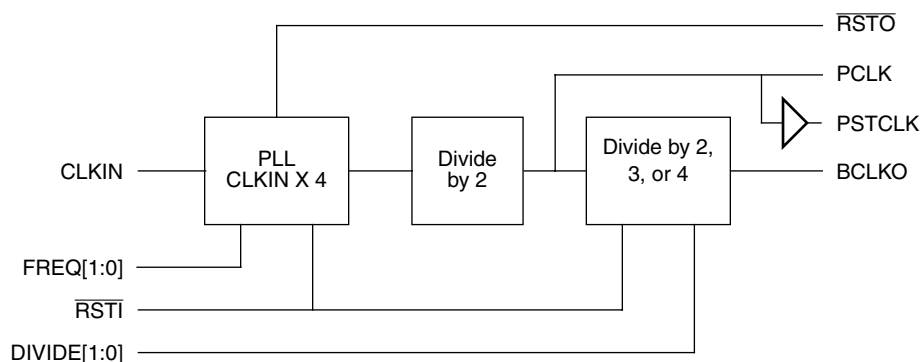 RSTO
PCLK
PSTCLK
CLKIN
PLL
CLKIN X 4
Divide
by 2
Divide by 2,
3, or 4
BCLKO
FREQ[1:0]
RSTI
DIVIDE[1:0]